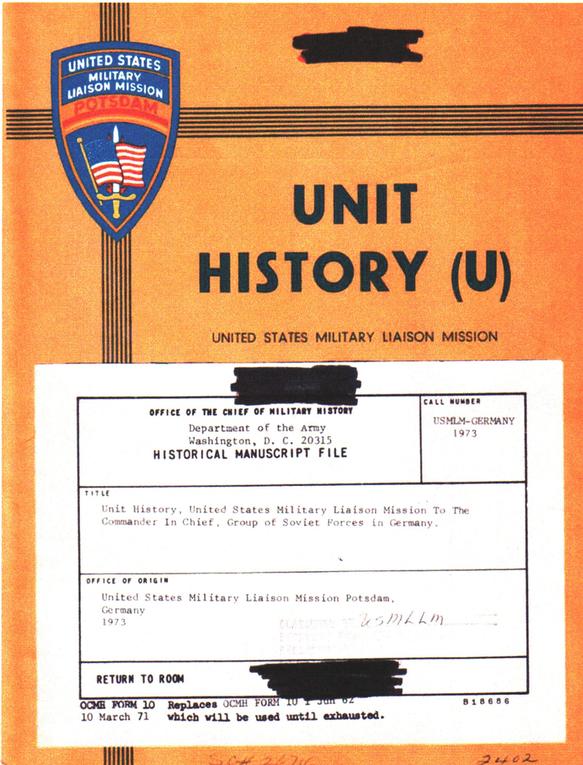 UNITED STATES
MILITARY
LIAISON MISSION
POTSDAM
UNIT
HISTORY (U)
UNITED STATES MILITARY LIAISON MISSION
OFFICE OF THE CHIEF OF MILITARY HISTORY
Department of the Army
Washington, D. C. 20315
HISTORICAL MANUSCRIPT FILE
CALL NUMBER
USMLM-GERMANY
1973
TITLE
Unit History, United States Military Liaison Mission To The
Commander In Chief, Group of Soviet Forces in Germany.
OFFICE OF ORIGIN
United States Military Liaison Mission Potsdam,
Germany
1973
RETURN TO ROOM
OCMH FORM 10 Replaces OCMH FORM 10 1 Jun 62
10 March 71 which will be used until exhausted.
B18686
2402